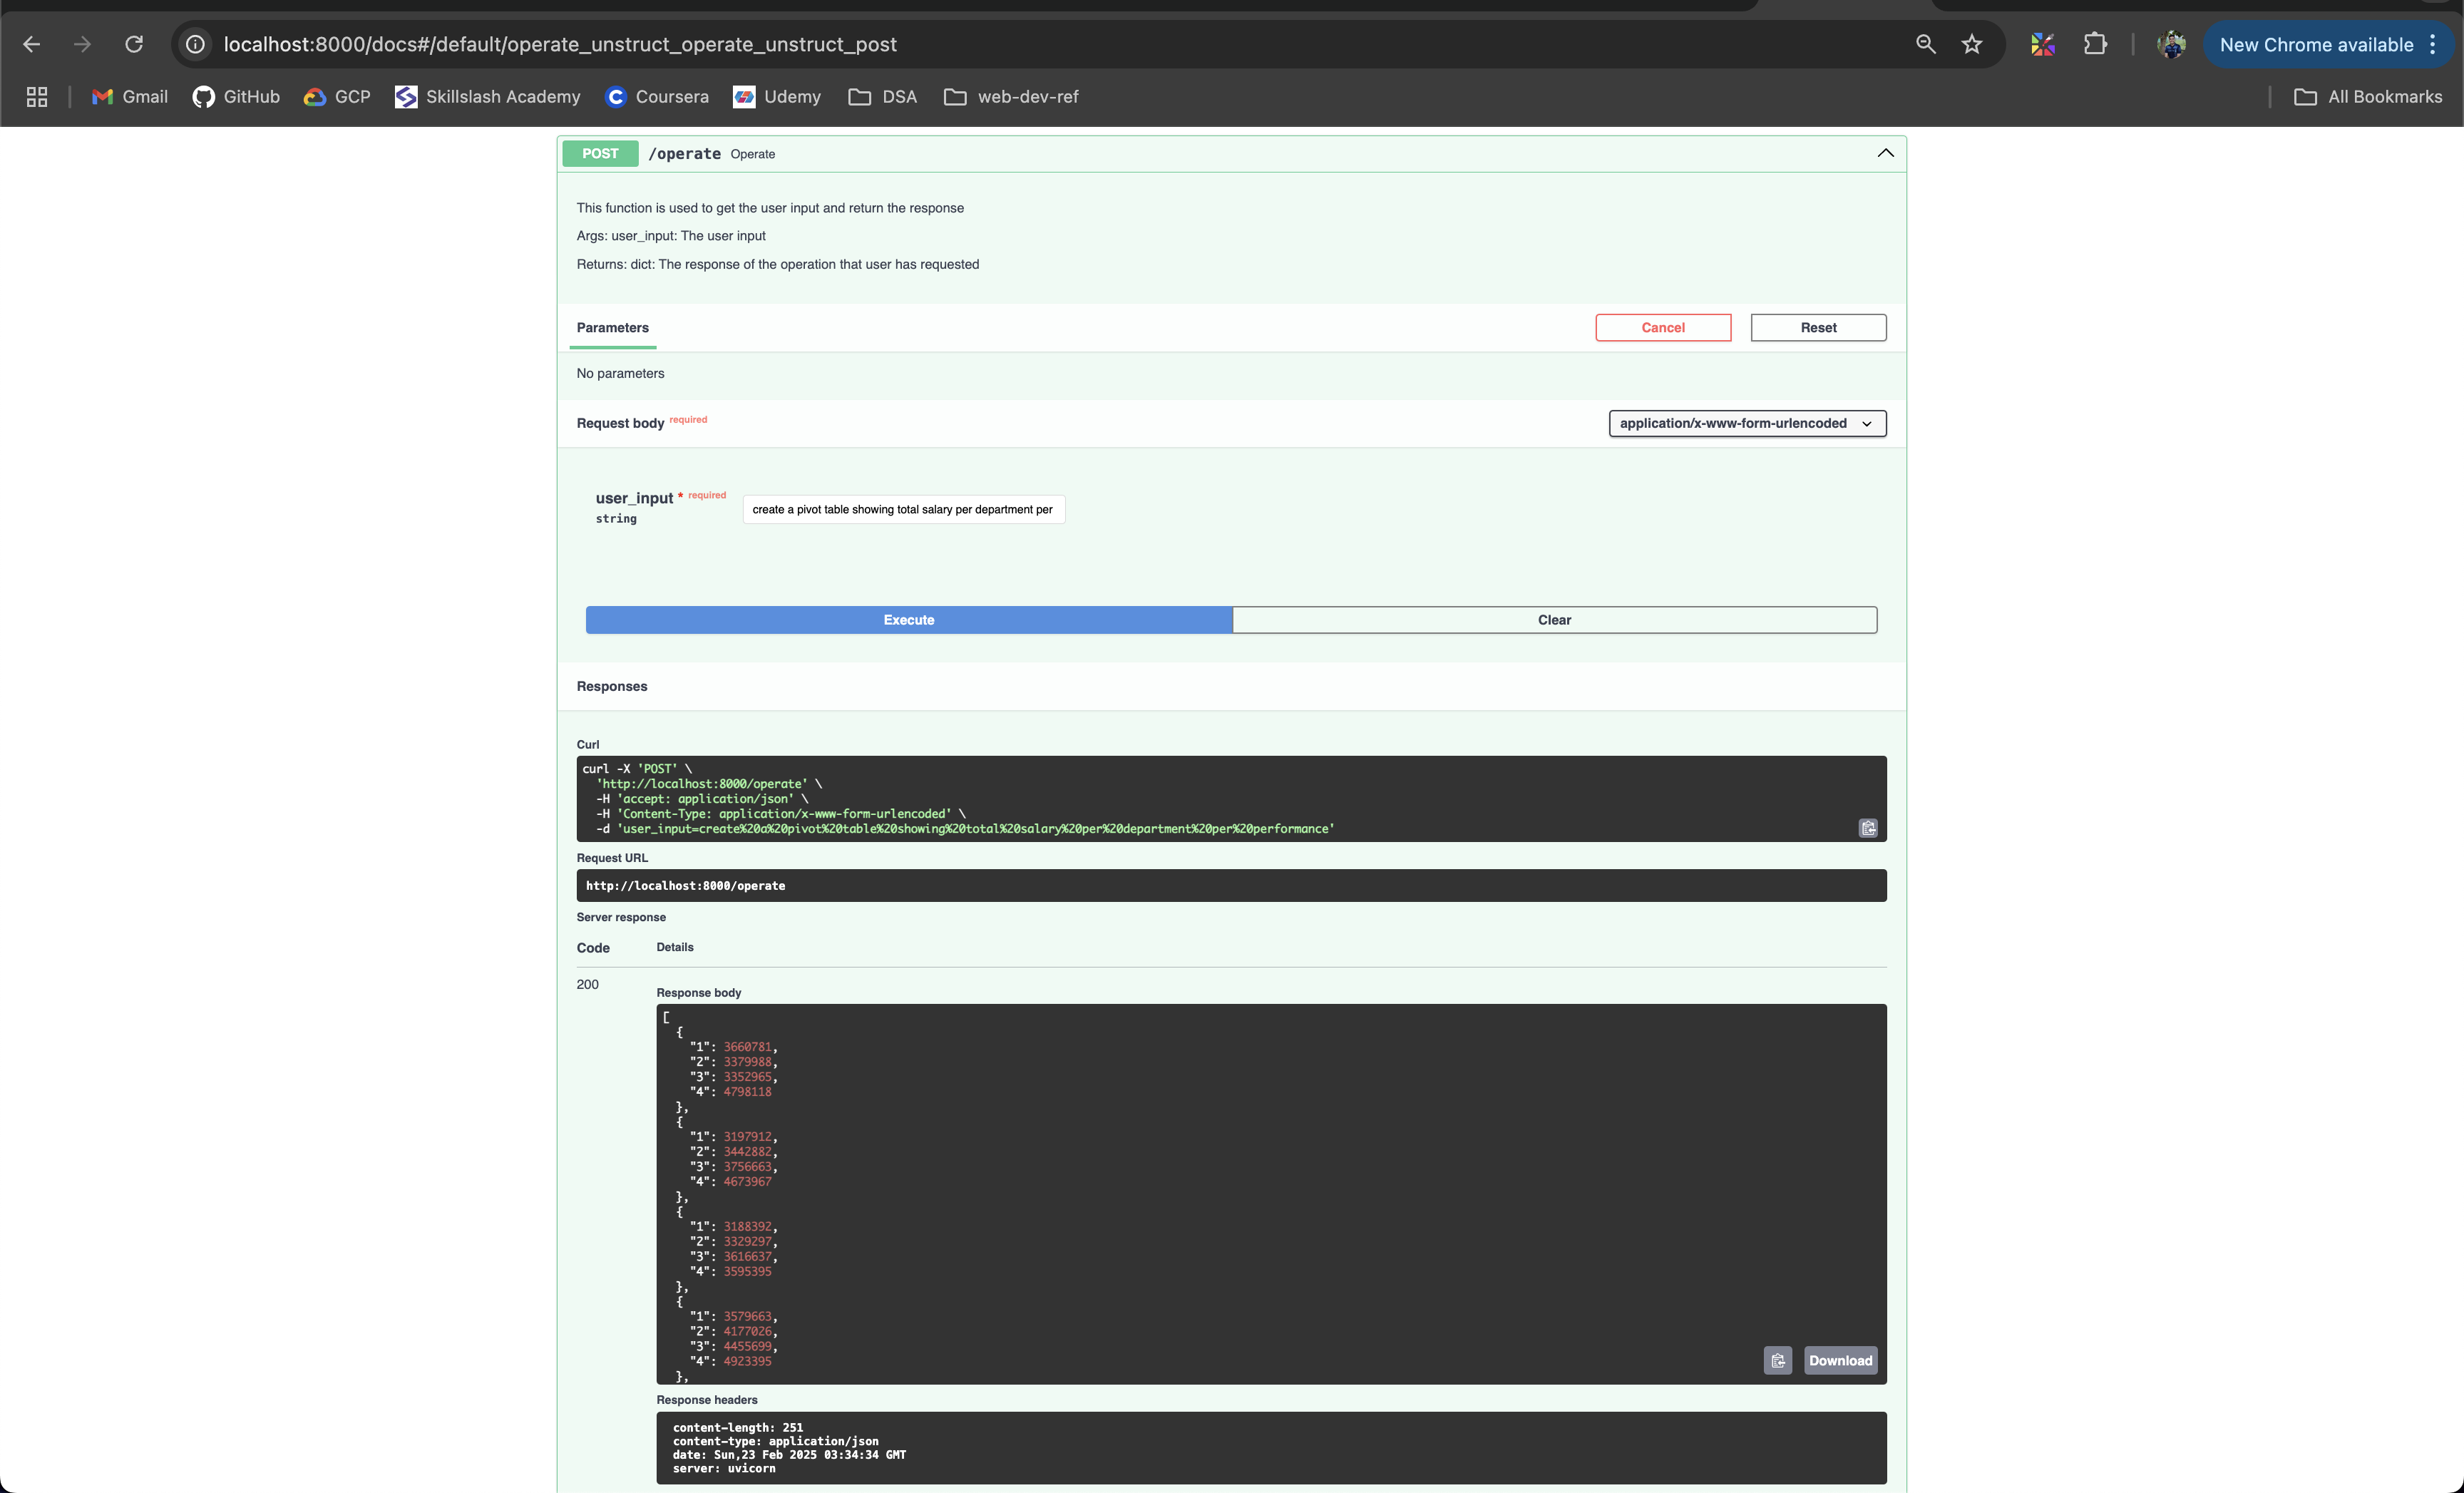 localhost:8000/docs#/default/operate_unstruct_operate_unstruct_post
New Chrome available
Gmail GitHub GCP Skillslash Academy Coursera Udemy DSA web-dev-ref All Bookmarks
POST /operate Operate
This function is used to get the user input and return the response
Args: user_input: The user input
Returns: dict: The response of the operation that user has requested
Parameters Cancel Reset
No parameters
Request body required application/x-www-form-urlencoded
user_input * required create a pivot table showing total salary per department per
string
Execute Clear
Responses
Curl
curl -X 'POST' \
'http://localhost:8000/operate' \
-H 'accept: application/json' \
-H 'Content-Type: application/x-www-form-urlencoded' \
-d 'user_input=create%20a%20pivot%20table%20showing%20total%20salary%20per%20department%20per%20performance'
Request URL
http://localhost:8000/operate
Server response
Code Details
200
Response body
[
{
"1": 3660781,
"2": 3379988,
"3": 3352965,
"4": 4798118
},
{
"1": 3197912,
"2": 3442882,
"3": 3756663,
"4": 4673967
},
{
"1": 3188392,
"2": 3329297,
"3": 3616637,
"4": 3595395
},
{
"1": 3579663,
"2": 4177026,
"3": 4455699,
"4": 4923395
},
Download
Response headers
content-length: 251
content-type: application/json
date: Sun,23 Feb 2025 03:34:34 GMT
server: uvicorn